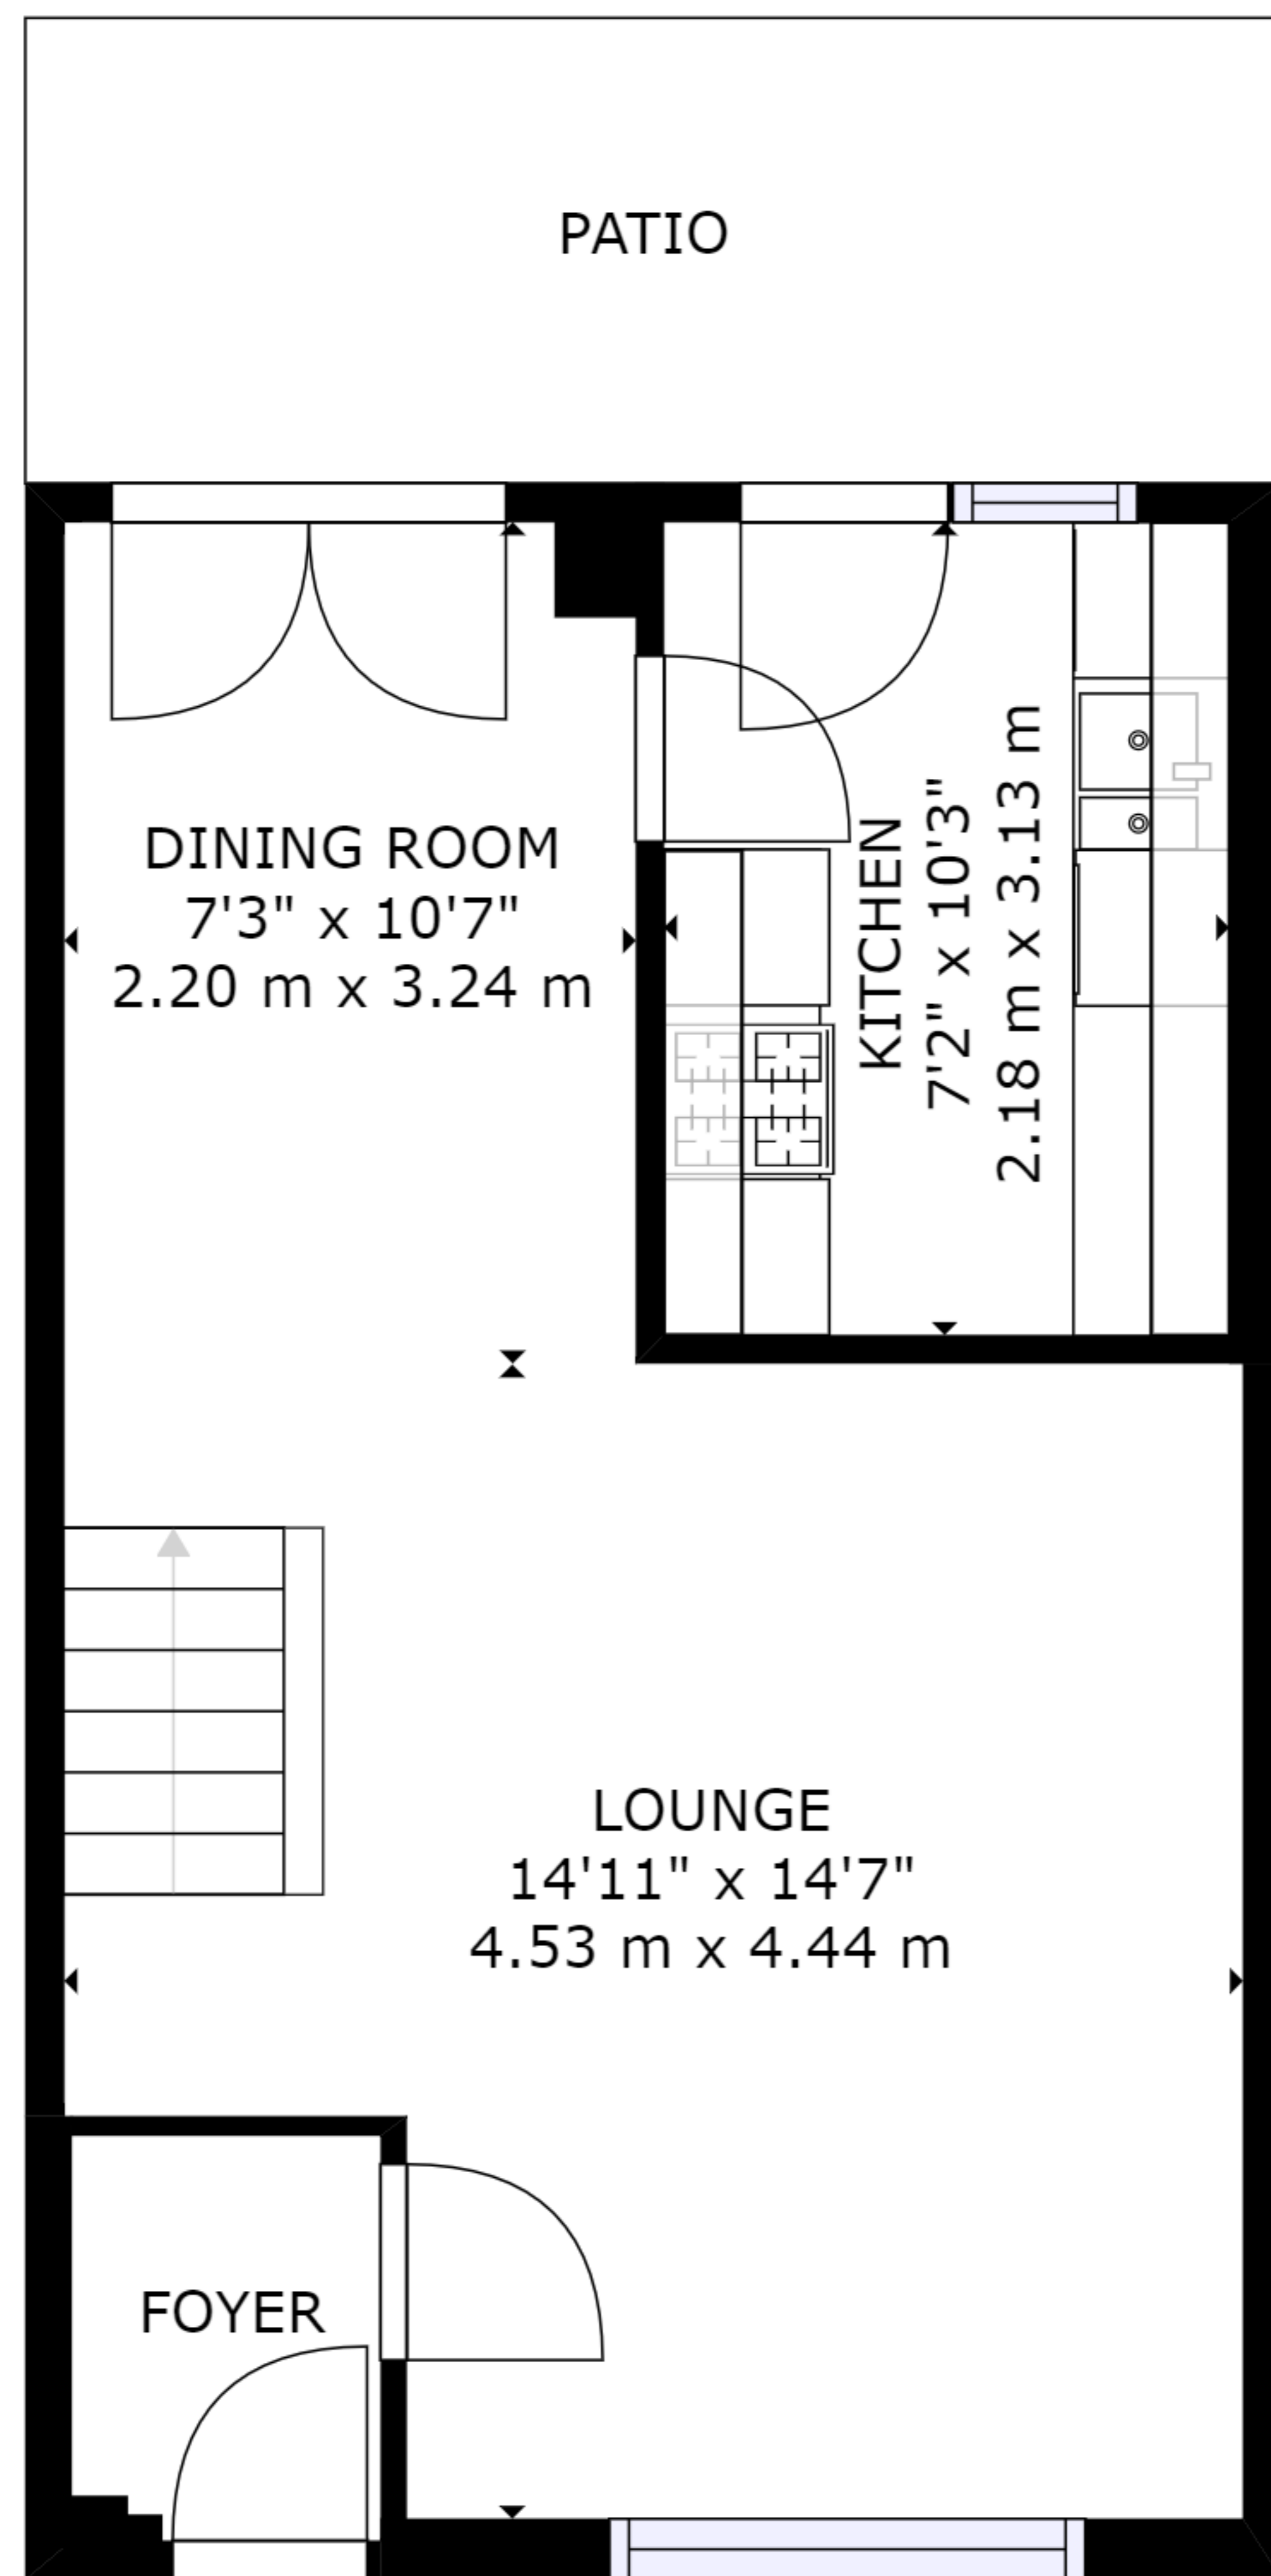 PATIO
DINING ROOM
7'3" x 10'7"
2.20 m x 3.24 m
KITCHEN
7'2" x 10'3"
2.18 m x 3.13 m
LOUNGE
14'11" x 14'7"
4.53 m x 4.44 m
FOYER